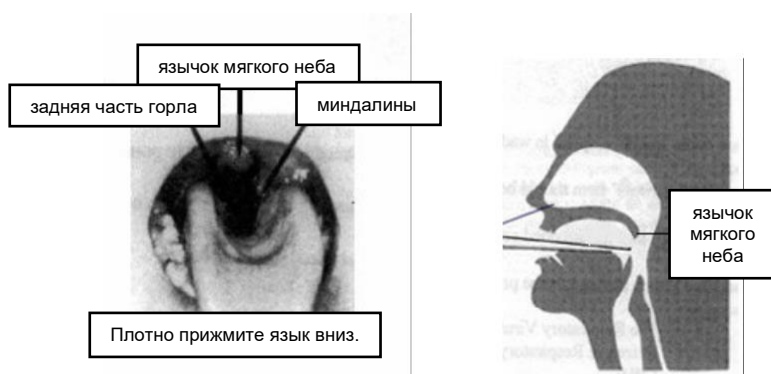 язычок мягкого неба
задняя часть горла
миндалины
Плотно прижмите язык вниз.
язычок
мягкого
неба